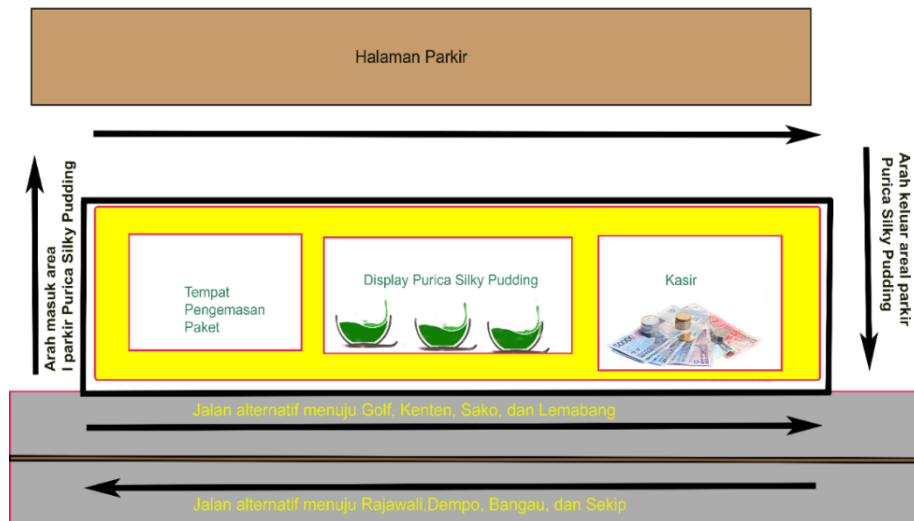 Halaman Parkir
Arah masuk area
l parkir Purica Silky Pudding
Arah keluar areal parkir
Purica Silky Pudding
Tempat
Pengemasan
Paket
Display Purica Silky Pudding
Kasir
Jalan alternatif menuju Golf, Kenten, Sako, dan Lemabang
Jalan alternatif menuju Rajawali,Dempo, Bangau, dan Sekip